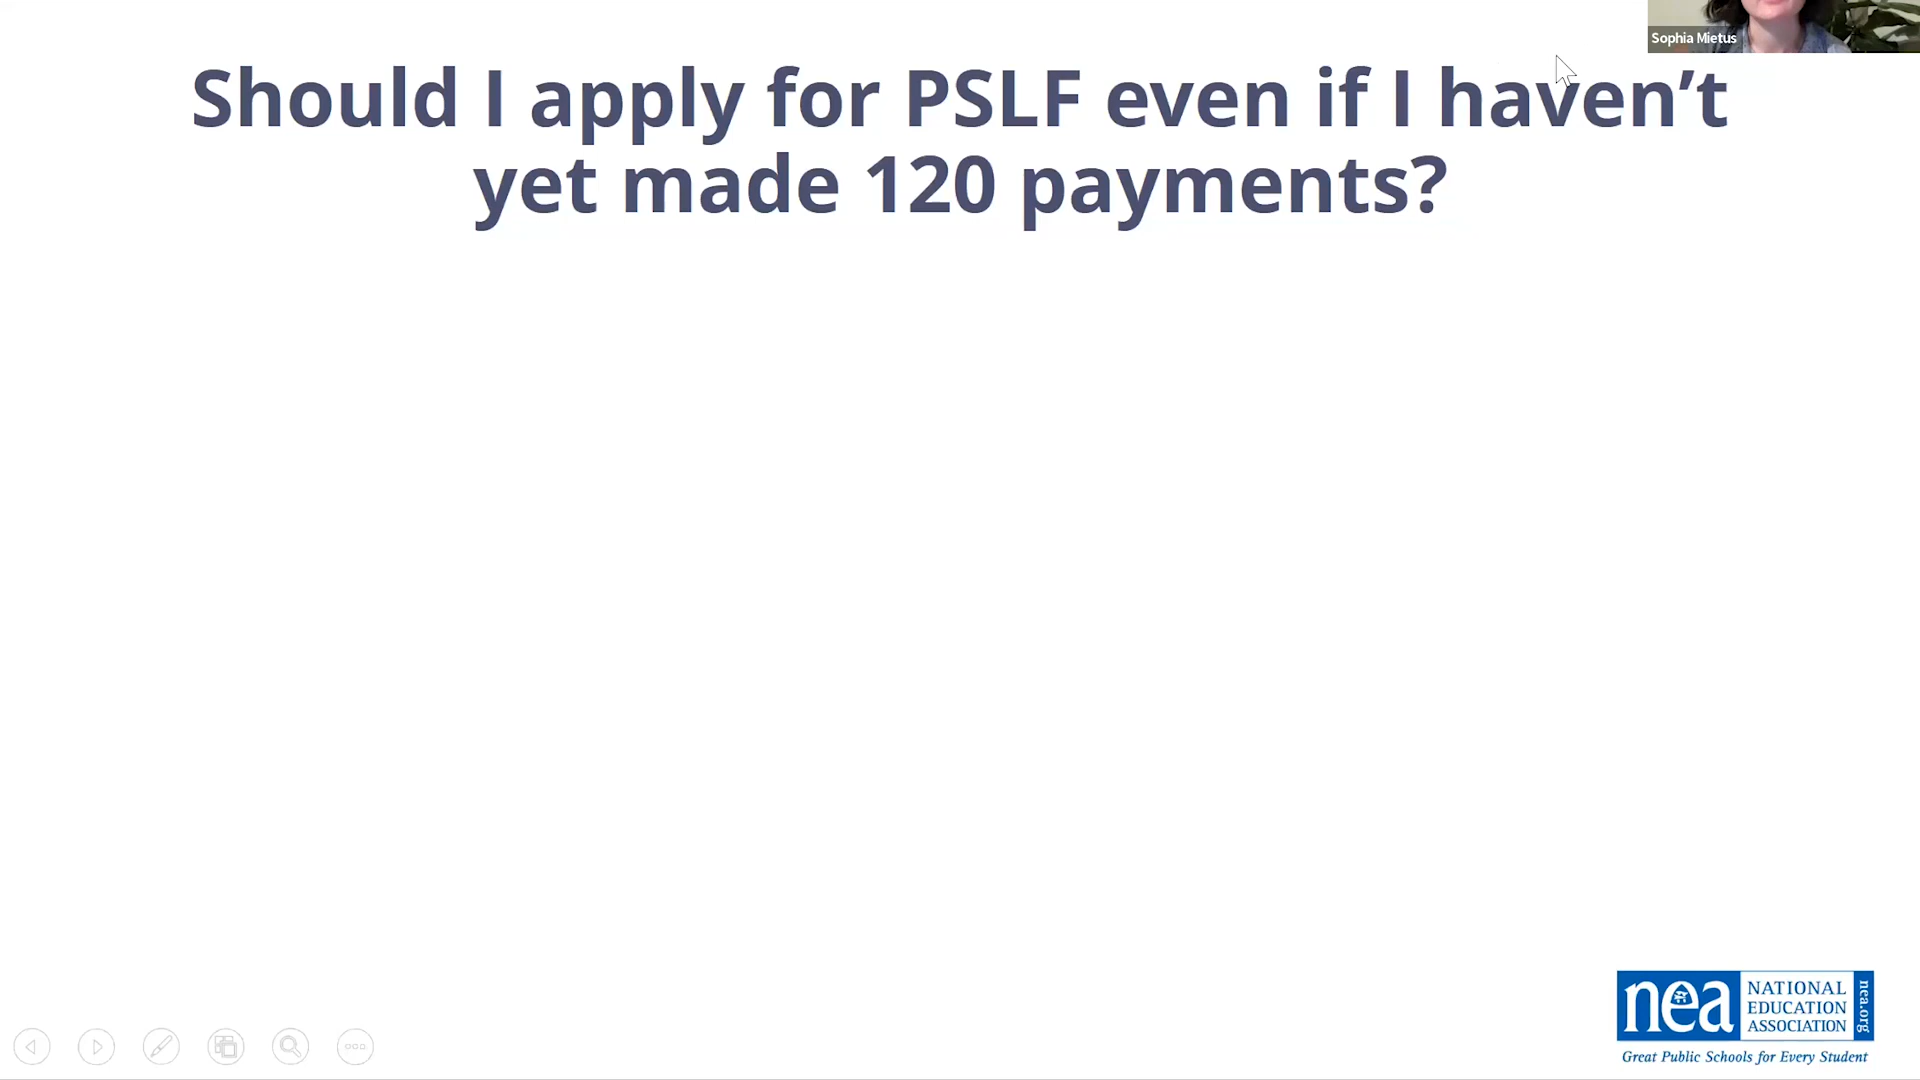 Sophia Mietus
Should I apply for PSLF even if I haven’t
yet made 120 payments?
nea
NATIONAL
EDUCATION
ASSOCIATION
nea.org
Great Public Schools for Every Student